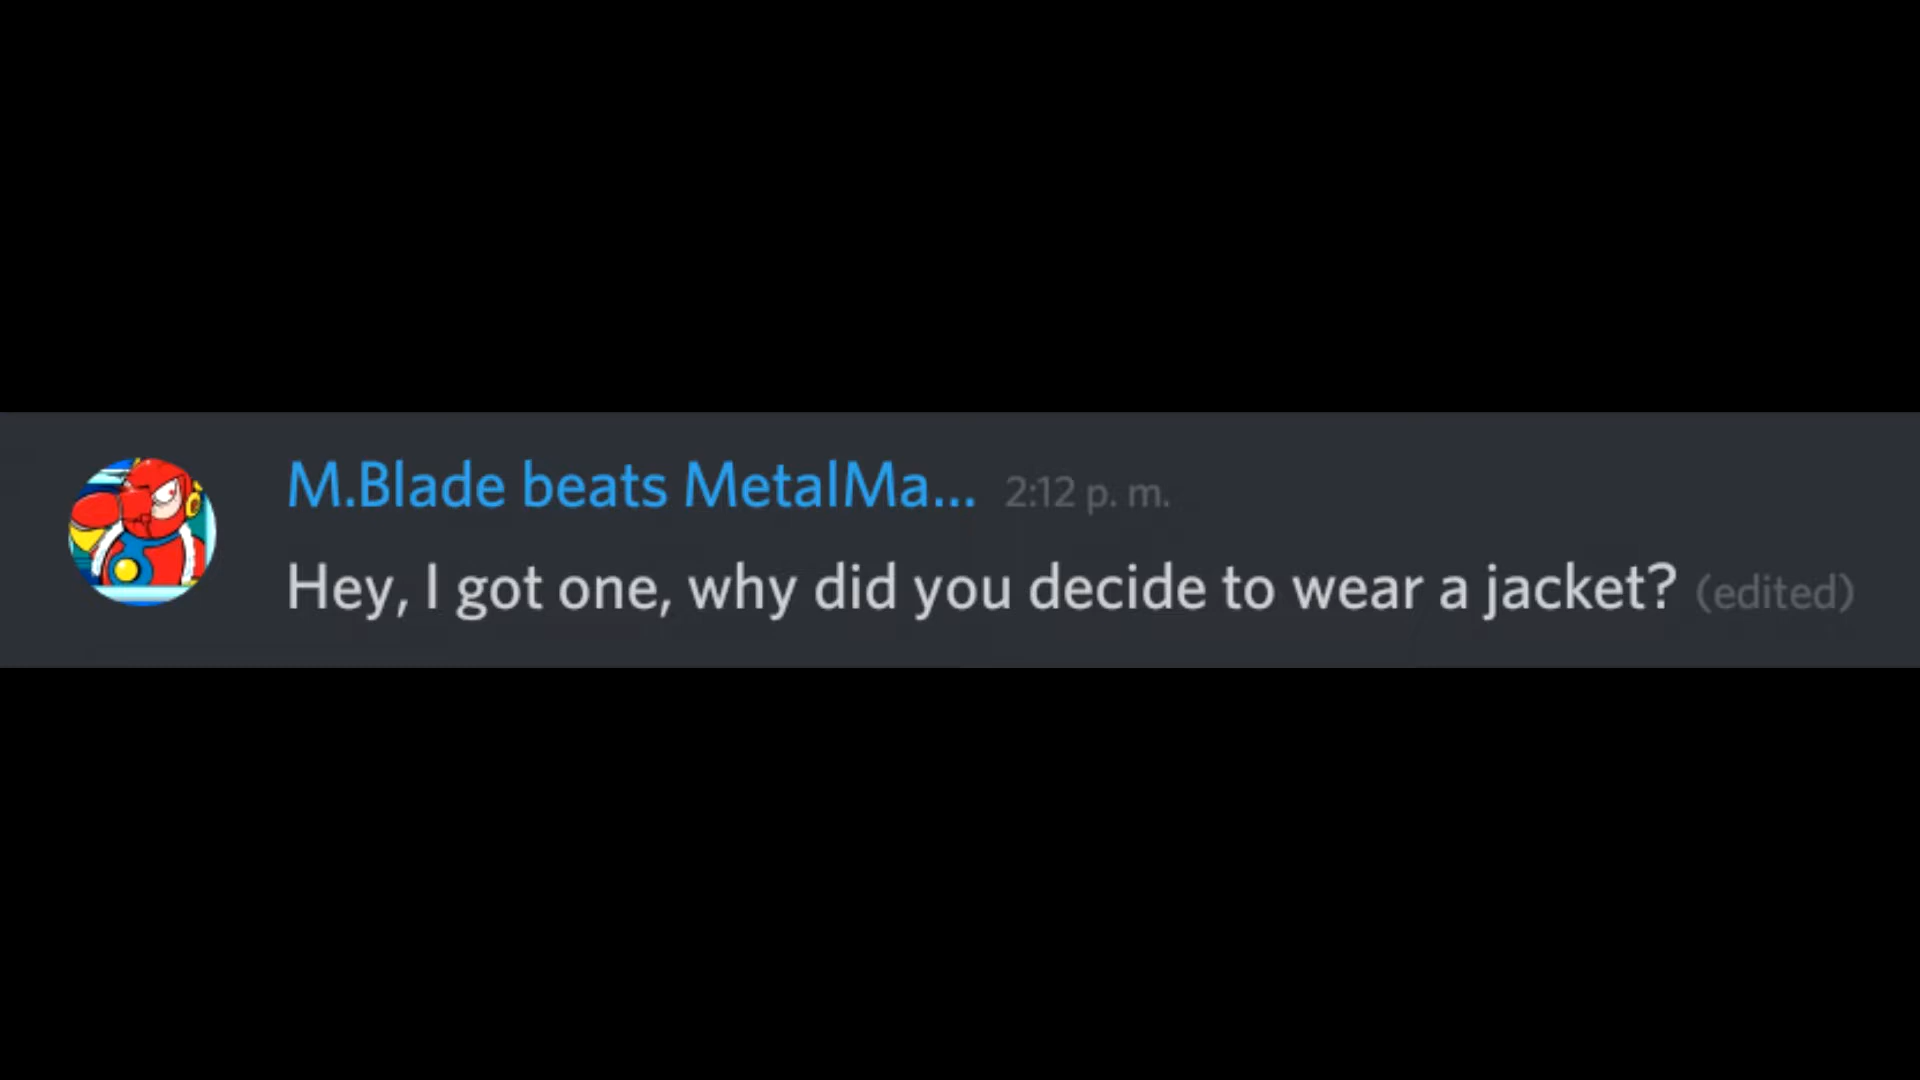 M.Blade beats MetalMa... 2:12 p. m.
Hey, I got one, why did you decide to wear a jacket? (edited)